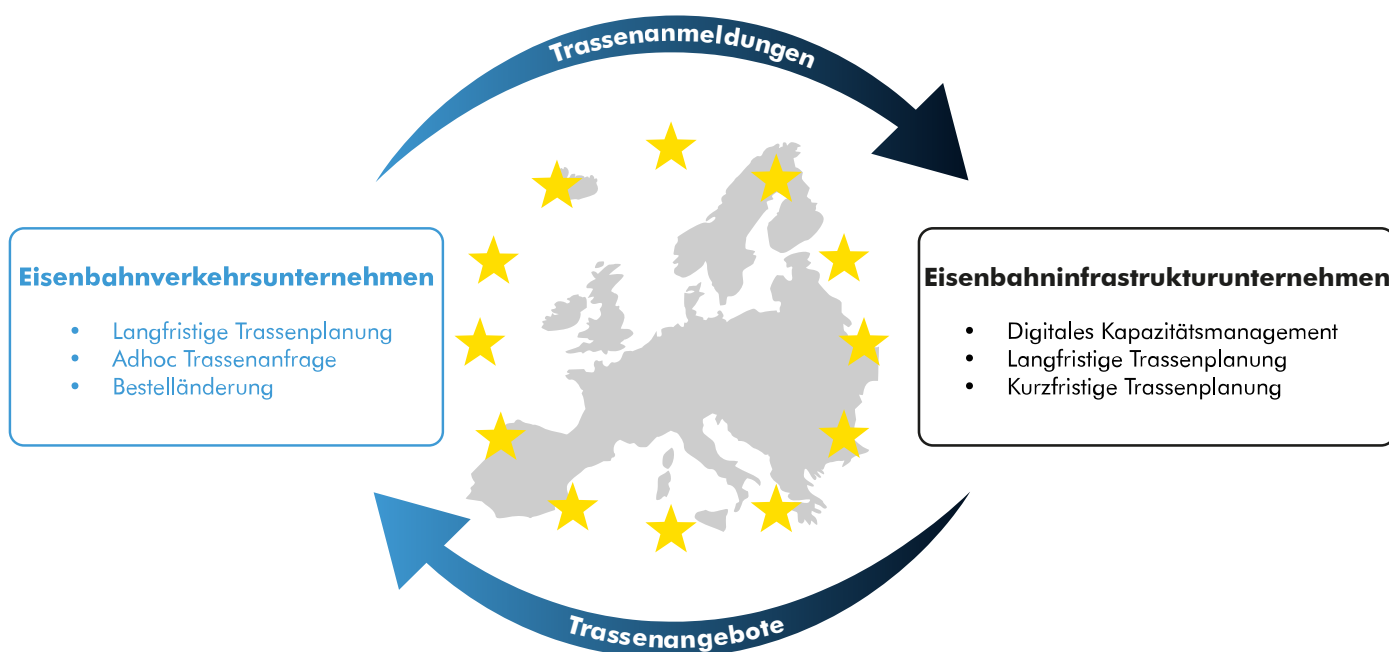 Trassenanmeldungen
Eisenbahnverkehrsunternehmen
• Langfristige Trassenplanung
• Adhoc Trassenanfrage
• Bestelländerung
Eisenbahninfrastrukturunternehmen
• Digitales Kapazitätsmanagement
• Langfristige Trassenplanung
• Kurzfristige Trassenplanung
Trassenangebote